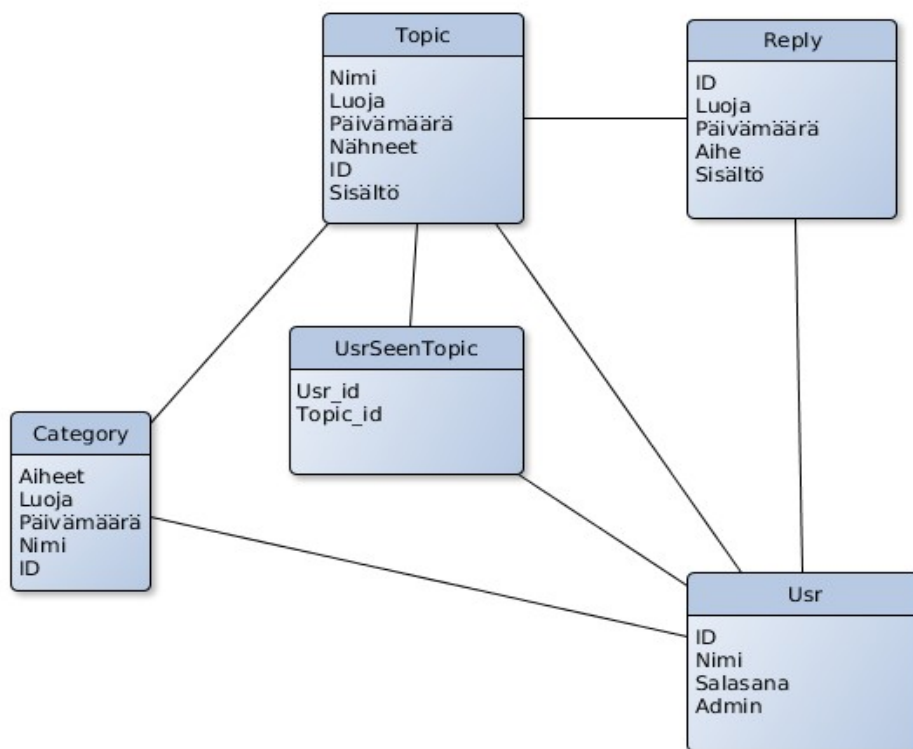 Topic
Nimi
Luoja
Päivämäärä
Nähneet
ID
Sisältö
Reply
ID
Luoja
Päivämäärä
Aihe
Sisältö
UsrSeenTopic
Usr_id
Topic_id
Category
Aiheet
Luoja
Päivämäärä
Nimi
ID
Usr
ID
Nimi
Salasana
Admin